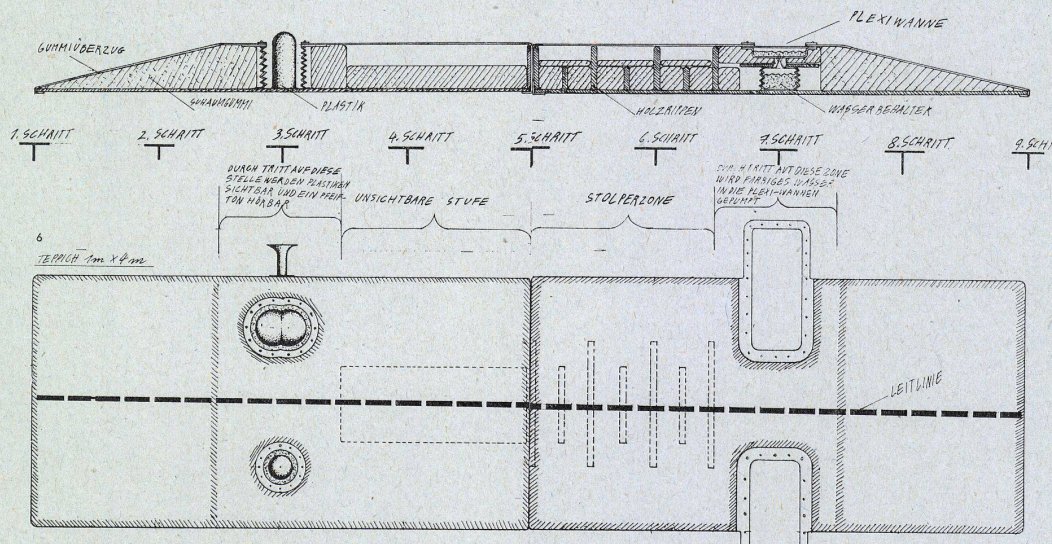 PLEXIWANNE
GUMMIÜBERZUG
SCHAUMGUMMI
PLASTIK
HOLZRIPPEN
WASSERBEHÄLTER
1. SCHRITT
2. SCHRITT
3. SCHRITT
4. SCHRITT
5. SCHRITT
6. SCHRITT
7. SCHRITT
8. SCHRITT
9. SCHRI
DURCH TRITT AUF DIESE
STELLE WERDEN PLASTIKEN
SICHTBAR UND EIN PFEIF-
TON HÖRBAR
UNSICHTBARE STUFE
STOLPERZONE
DURCH TRITT AUF DIESE ZONE
WIRD FARBIGES WASSER
IN DIE PLEXI-WANNEN
GEPUMPT
6
TEPPICH 1m X 4m
LEITLINIE